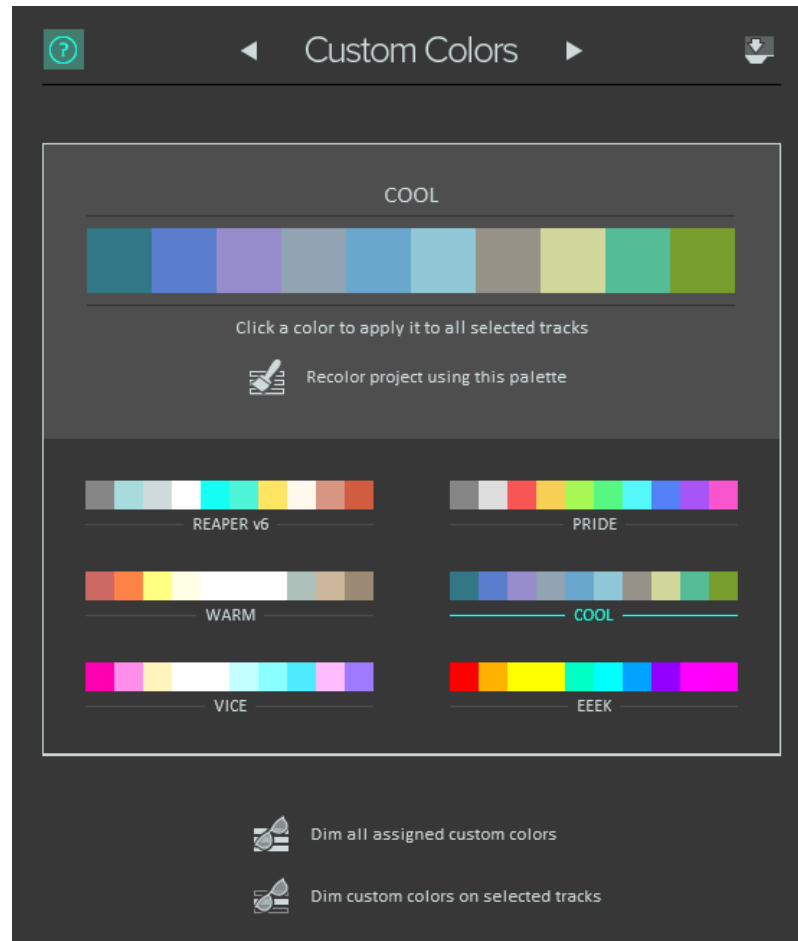 ?
Custom Colors
COOL
Click a color to apply it to all selected tracks
Recolor project using this palette
REAPER v6
PRIDE
WARM
COOL
VICE
EEEK
Dim all assigned custom colors
Dim custom colors on selected tracks